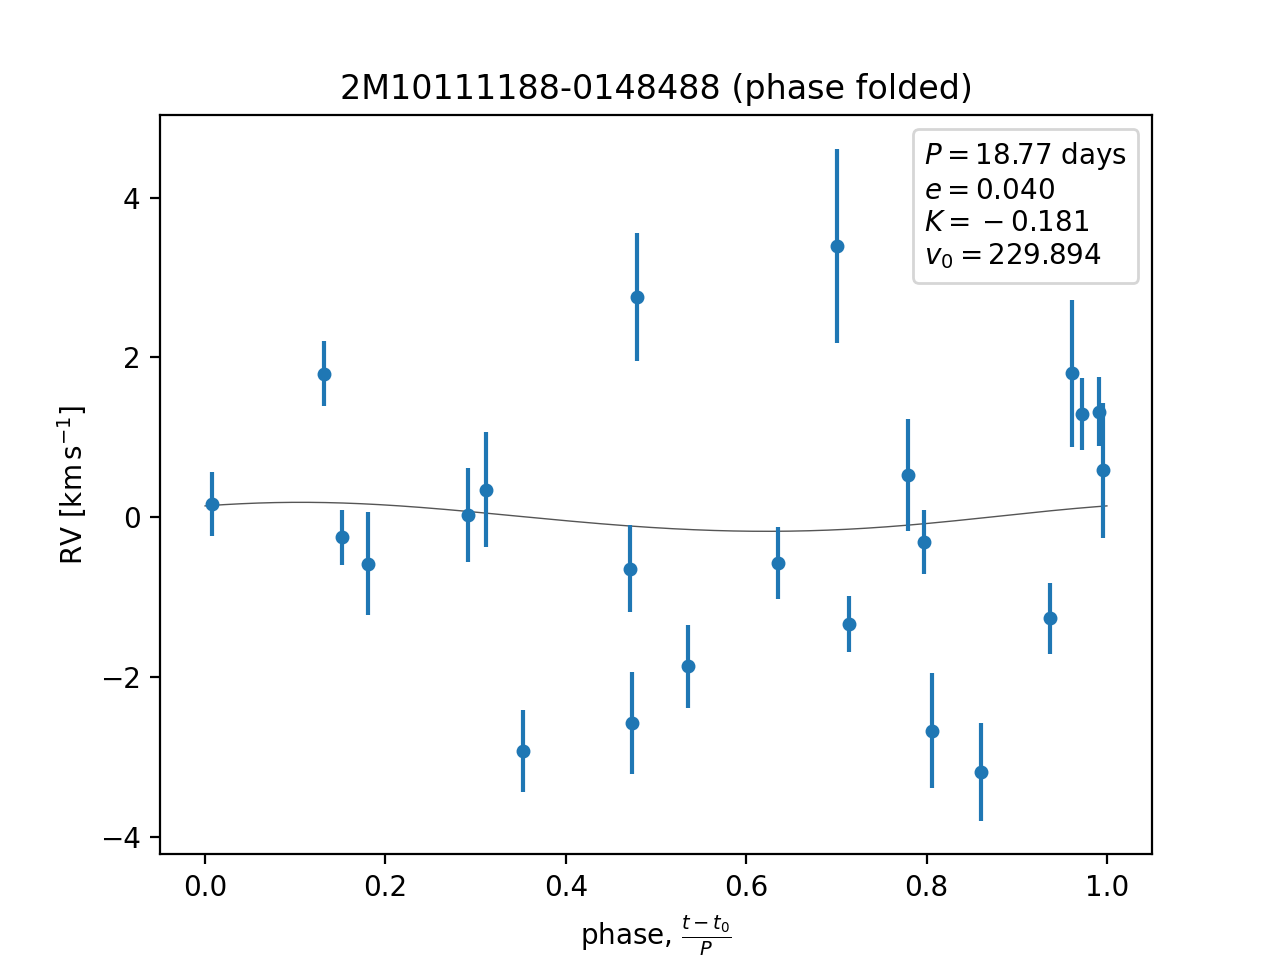 2M10111188-0148488 (phase folded)
P = 18.77 days
e = 0.040
K = −0.181
v₀ = 229.894
4
2
0
−2
−4
RV [km s⁻¹]
0.0 0.2 0.4 0.6 0.8 1.0
phase, (t − t₀)/P